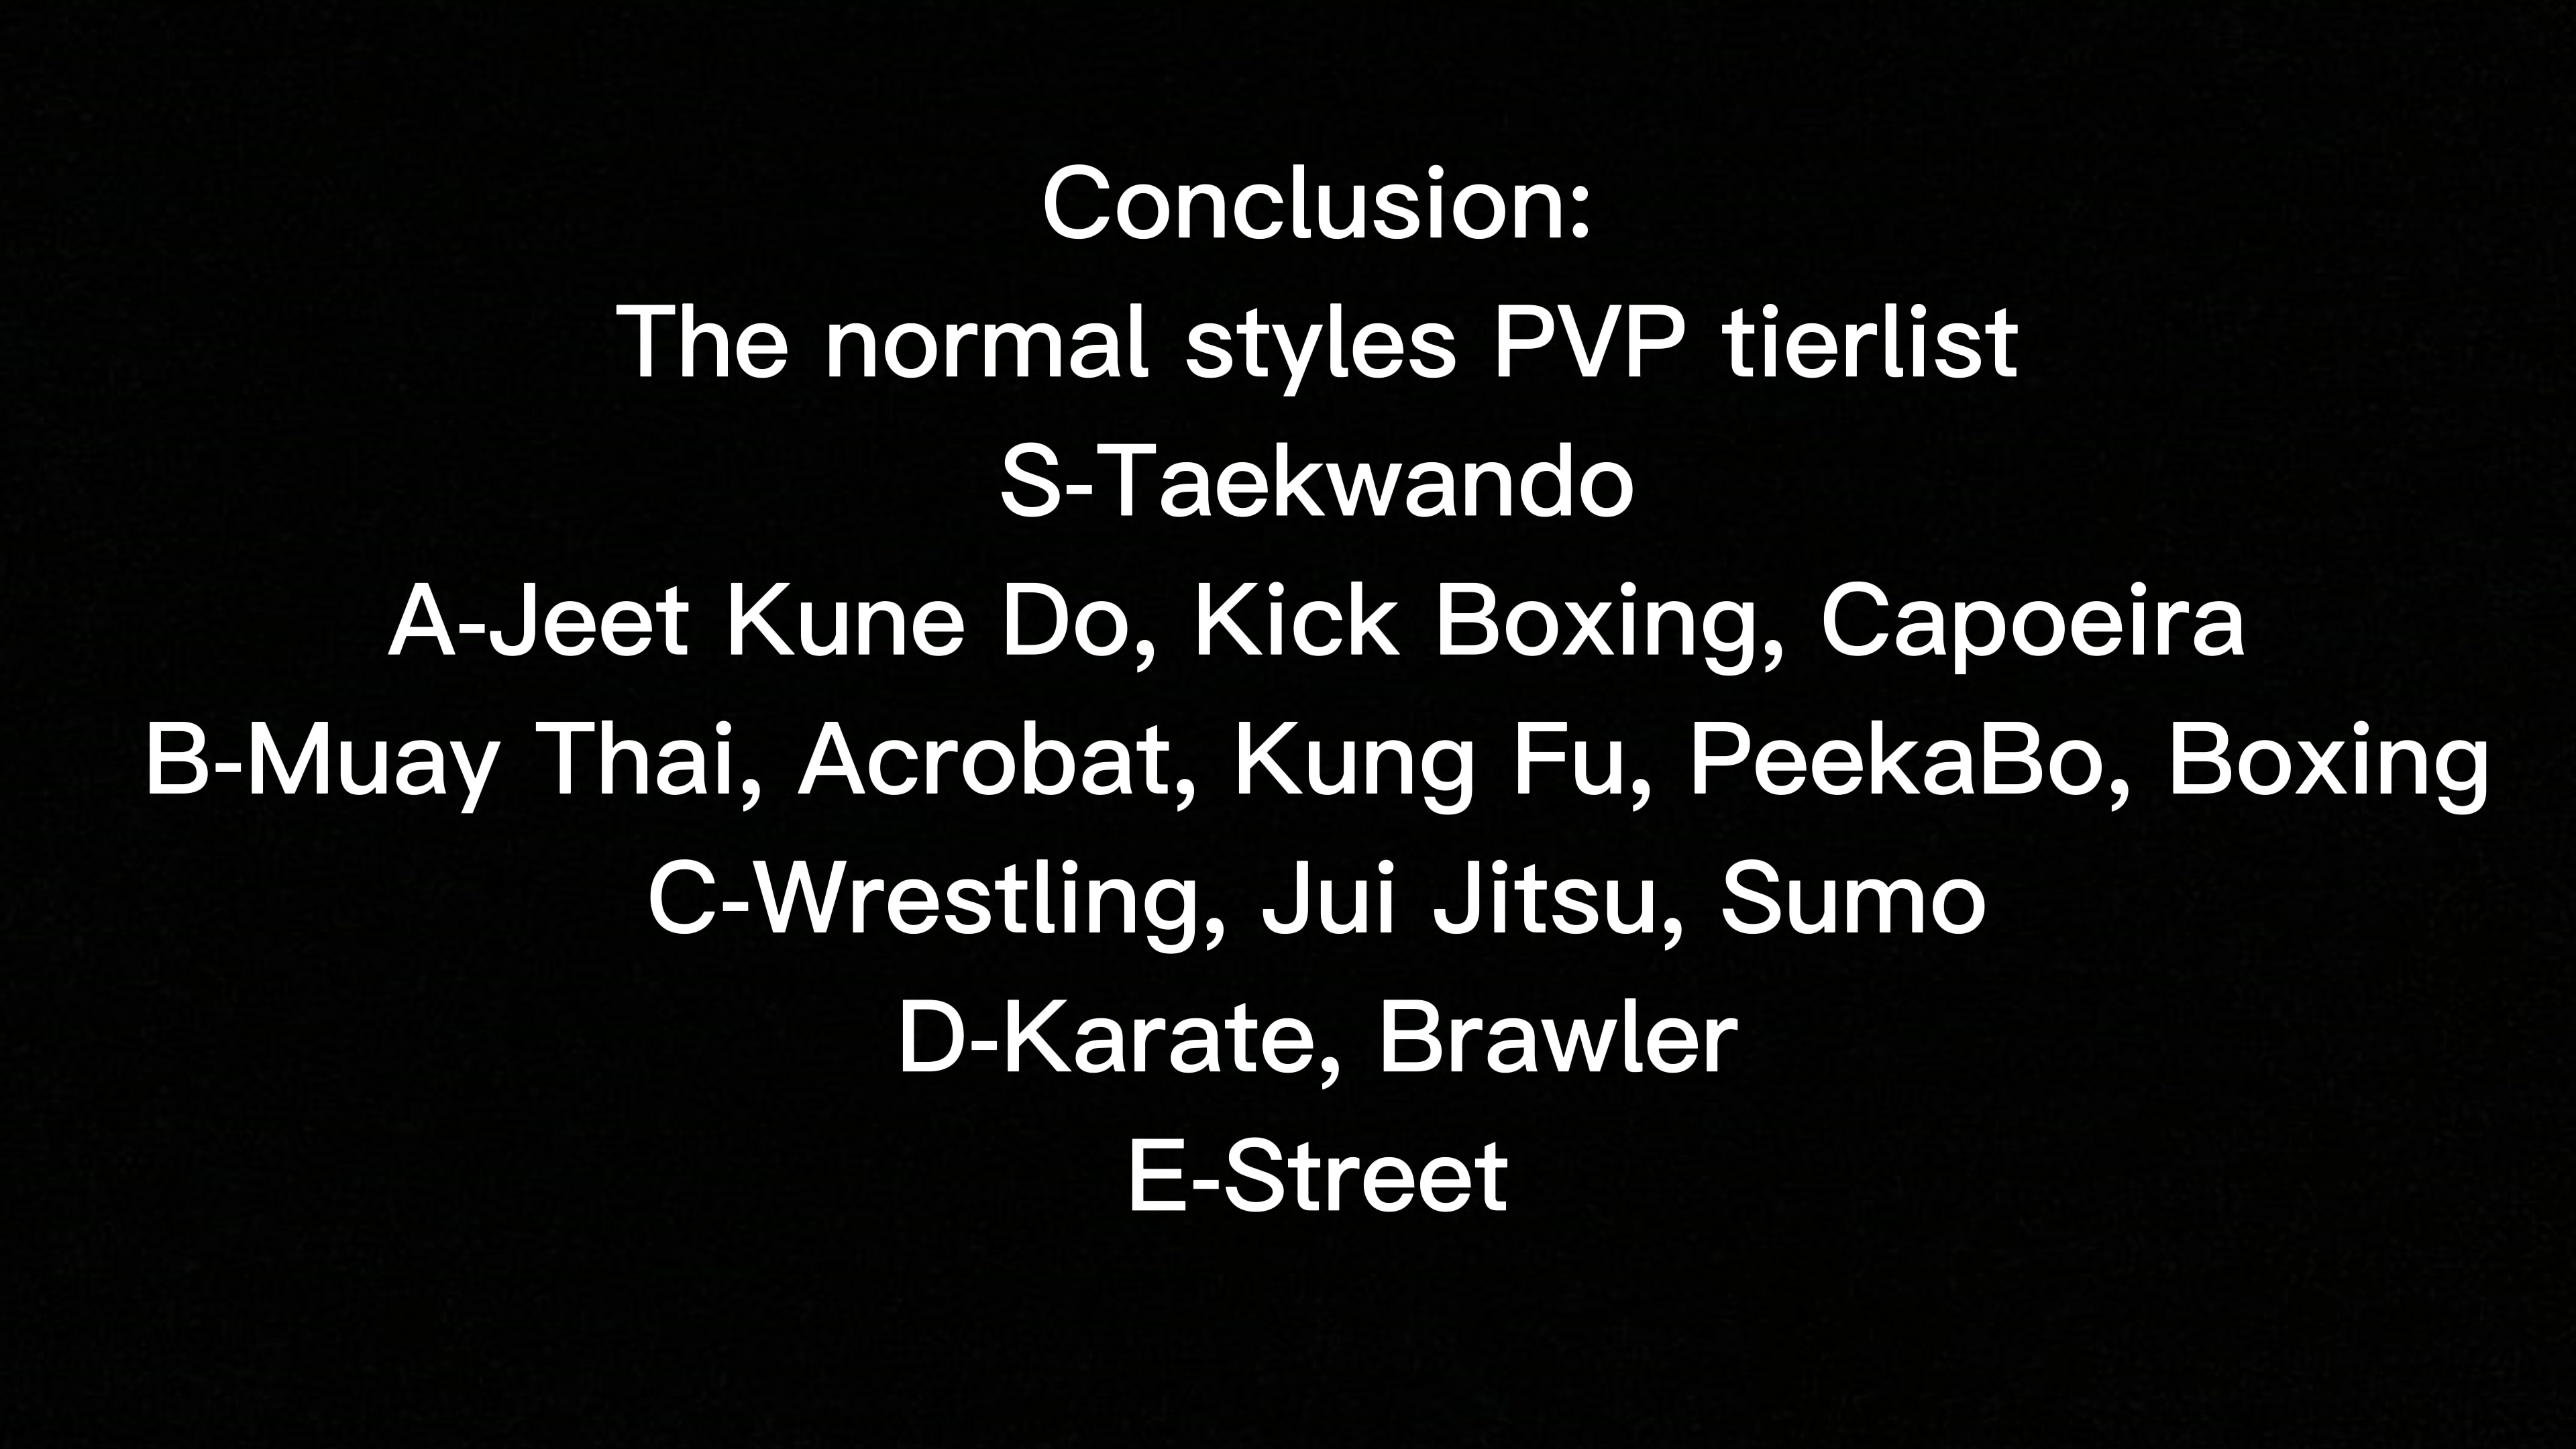 Conclusion:
The normal styles PVP tierlist
S-Taekwando
A-Jeet Kune Do, Kick Boxing, Capoeira
B-Muay Thai, Acrobat, Kung Fu, PeekaBo, Boxing
C-Wrestling, Jui Jitsu, Sumo
D-Karate, Brawler
E-Street